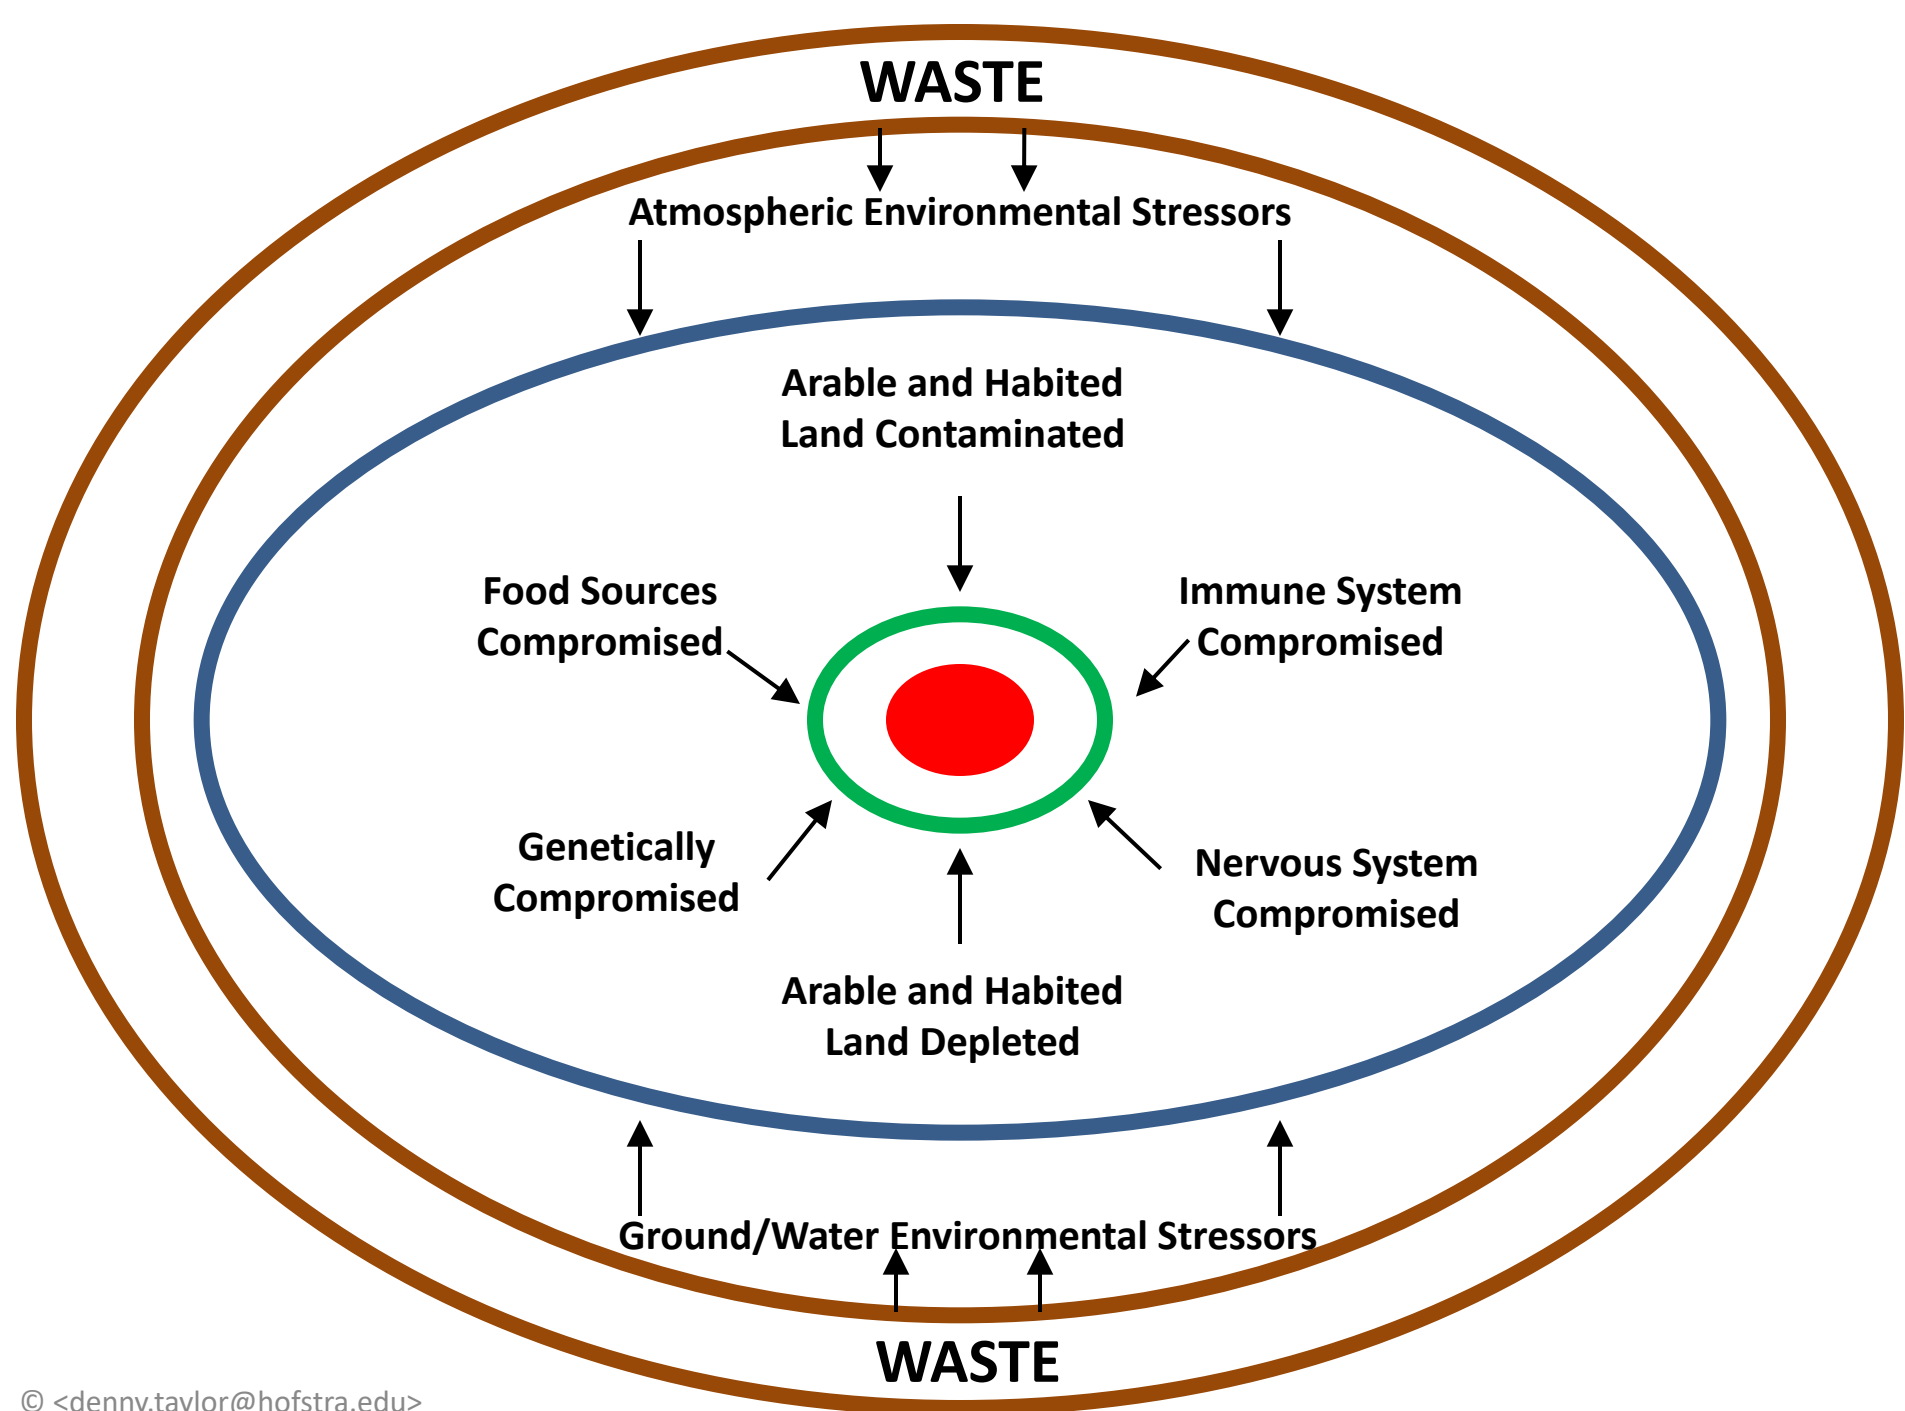 WASTE
Atmospheric Environmental Stressors
Arable and Habited
Land Contaminated
Food Sources
Compromised
Immune System
Compromised
Genetically
Compromised
Nervous System
Compromised
Arable and Habited
Land Depleted
Ground/Water Environmental Stressors
WASTE
© <denny.taylor@hofstra.edu>